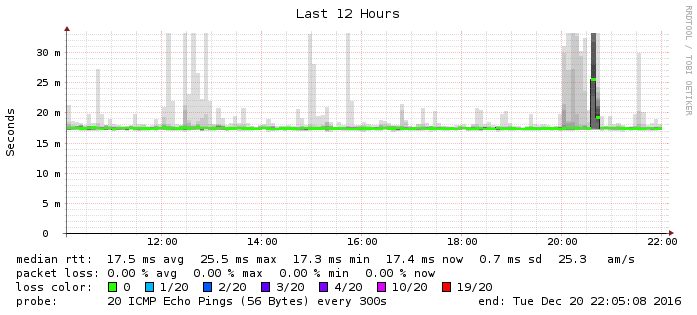 Last 12 Hours
RRDTOOL / TOBI OETIKER
Seconds
30 m
25 m
20 m
15 m
10 m
5 m
0
12:00 14:00 16:00 18:00 20:00 22:00
median rtt: 17.5 ms avg 25.5 ms max 17.3 ms min 17.4 ms now 0.7 ms sd 25.3 am/s
packet loss: 0.00 % avg 0.00 % max 0.00 % min 0.00 % now
loss color: 0 1/20 2/20 3/20 4/20 10/20 19/20
probe: 20 ICMP Echo Pings (56 Bytes) every 300s end: Tue Dec 20 22:05:08 2016